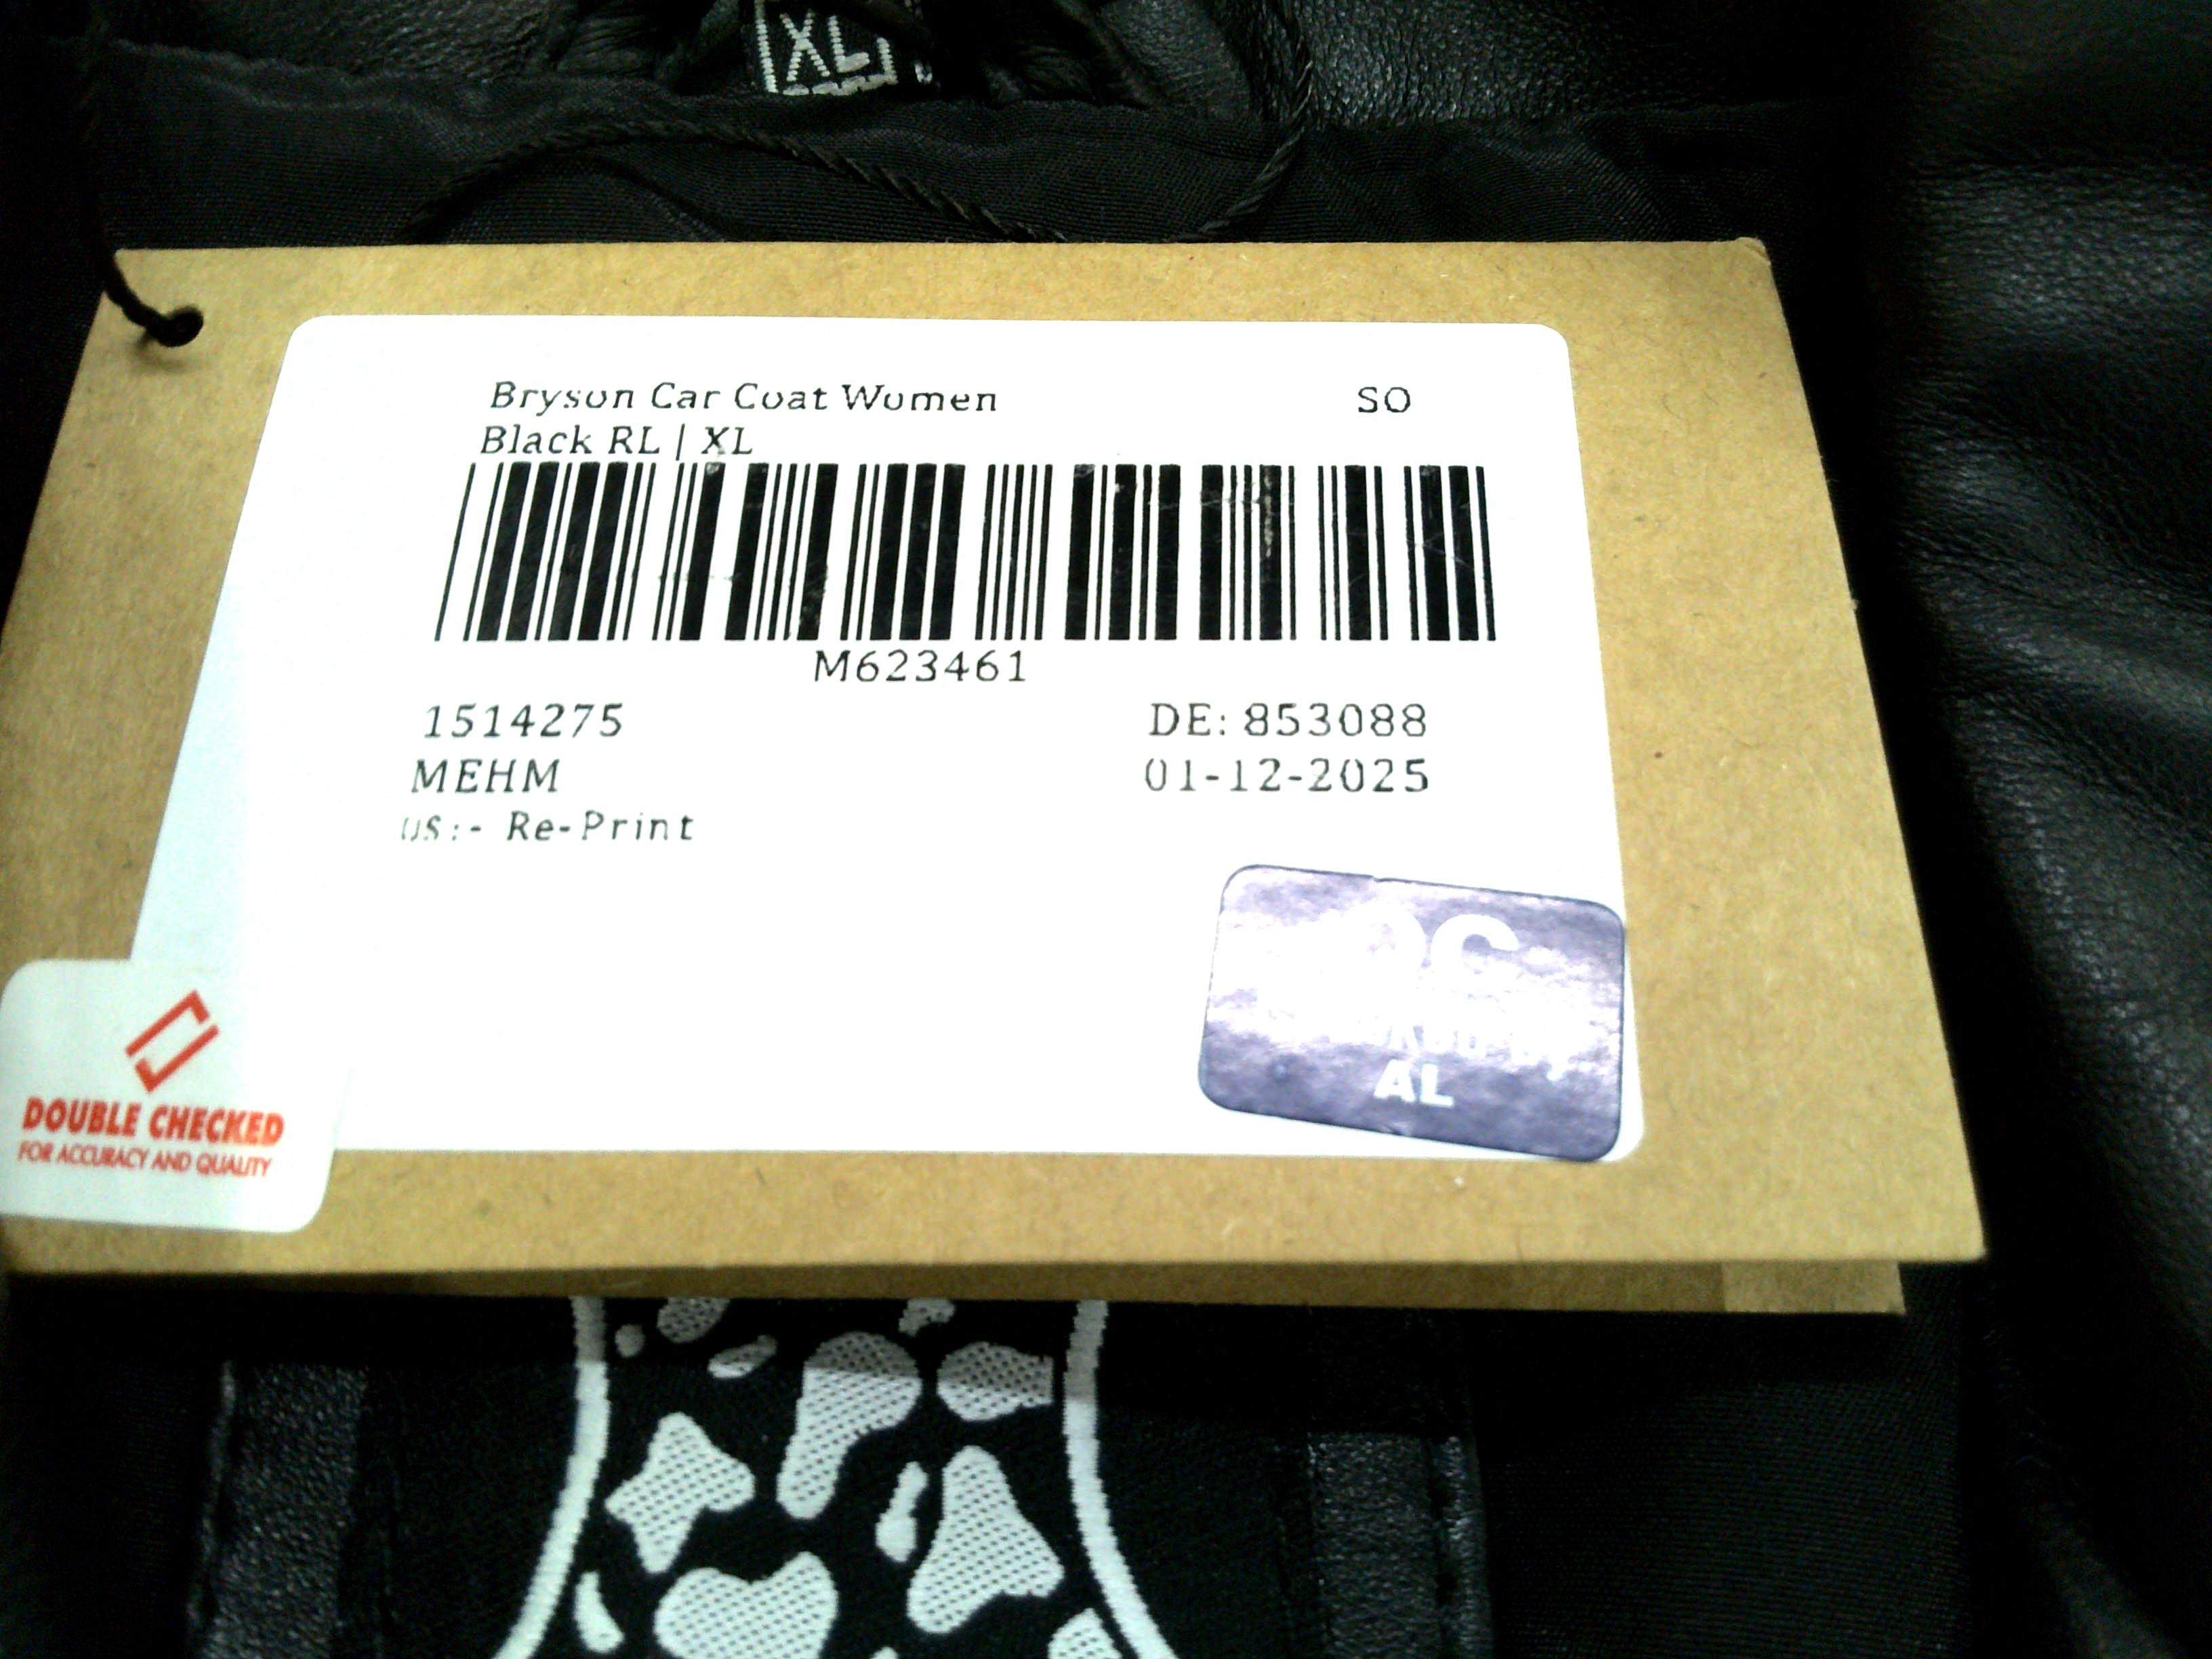 XL
Bryson Car Coat Women SO
Black RL | XL
M623461
1514275 DE: 853088
MEHM 01-12-2025
US:- Re-Print
QC
AL
DOUBLE CHECKED
FOR ACCURACY AND QUALITY